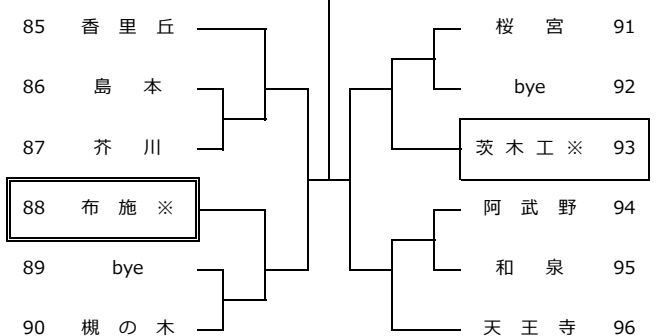 85 香里丘
86 島本
87 芥川
88 布施※
89 bye
90 槻の木
桜宮 91
bye 92
茨木工※ 93
阿武野 94
和泉 95
天王寺 96